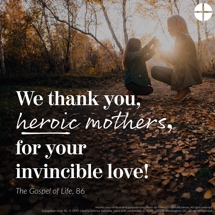 We thank you,
heroic mothers,
for your
invincible love!
The Gospel of Life, 86